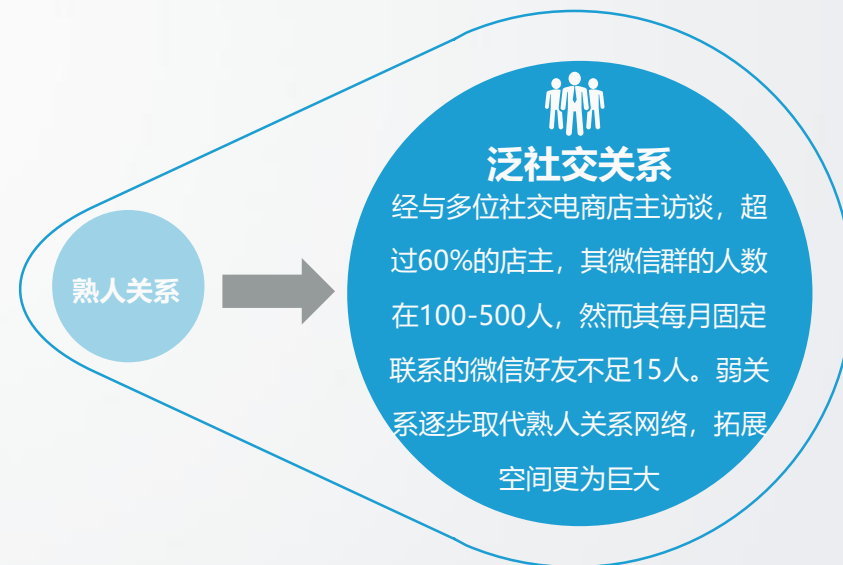 熟人关系
泛社交关系
经与多位社交电商店主访谈，超
过60%的店主，其微信群的人数
在100-500人，然而其每月固定
联系的微信好友不足15人。弱关
系逐步取代熟人关系网络，拓展
空间更为巨大